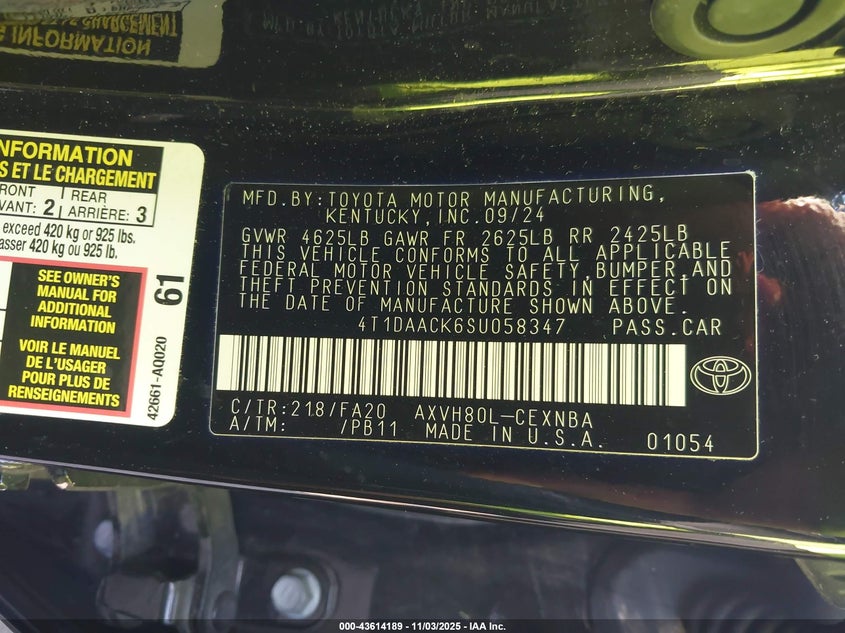 INFORMATION
S ET LE CHARGEMENT
FRONT
REAR
VANT: 2
ARRIÈRE: 3
exceed 420 kg or 925 lbs.
asser 420 kg ou 925 lb.
SEE OWNER'S
MANUAL FOR
ADDITIONAL
INFORMATION
VOIR LE MANUEL
DE L'USAGER
POUR PLUS DE
RENSEIGNEMENTS
61
42661-AQ020
MFD.BY:TOYOTA MOTOR MANUFACTURING,
KENTUCKY,INC.09/24
GVWR 4625LB GAWR FR 2625LB RR 2425LB
THIS VEHICLE CONFORMS TO ALL APPLICABLE
FEDERAL MOTOR VEHICLE SAFETY,BUMPER,AND
THEFT PREVENTION STANDARDS IN EFFECT ON
THE DATE OF MANUFACTURE SHOWN ABOVE.
4T1DAACK6SU058347 PASS.CAR
C/TR:218/FA20 AXVH80L-CEXNBA
A/TM: /PB11 MADE IN U.S.A. 01054
000-43614189 - 11/03/2025 - IAA Inc.